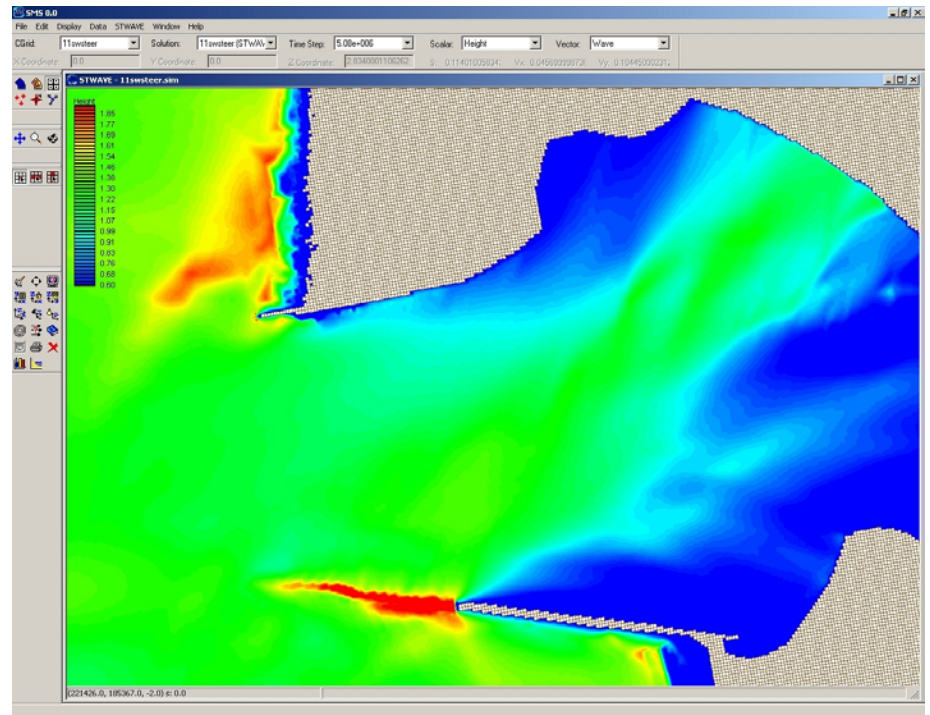 SMS 8.0
File Edit Display Data STWAVE Window Help
CGrid: 11swsteer Solution: 11swsteer (STWAV Time Step: 5.08e+006 Scalar: Height Vector: Wave
X Coordinate: 0.0 Y Coordinate: 0.0 Z Coordinate:
STWAVE - 11swsteer.sim
Height
1.85
1.77
1.69
1.61
1.54
1.46
1.38
1.30
1.22
1.15
1.07
0.99
0.91
0.83
0.76
0.68
0.60
(221426.0, 185367.0, -2.0) s: 0.0